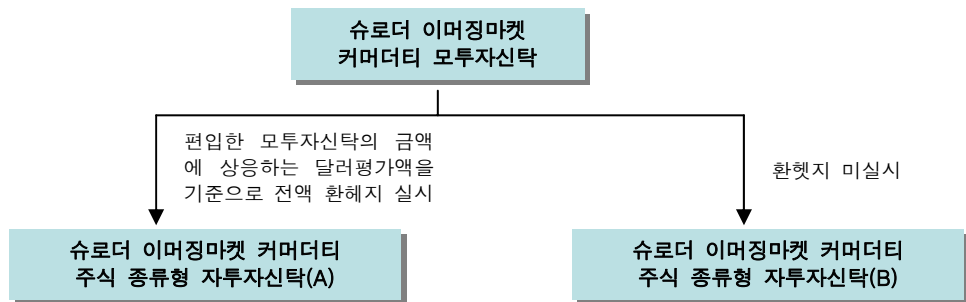 슈로더 이머징마켓
커머더티 모투자신탁
편입한 모투자신탁의 금액
에 상응하는 달러평가액을
기준으로 전액 환헤지 실시
환헷지 미실시
슈로더 이머징마켓 커머더티
주식 종류형 자투자신탁(A)
슈로더 이머징마켓 커머더티
주식 종류형 자투자신탁(B)